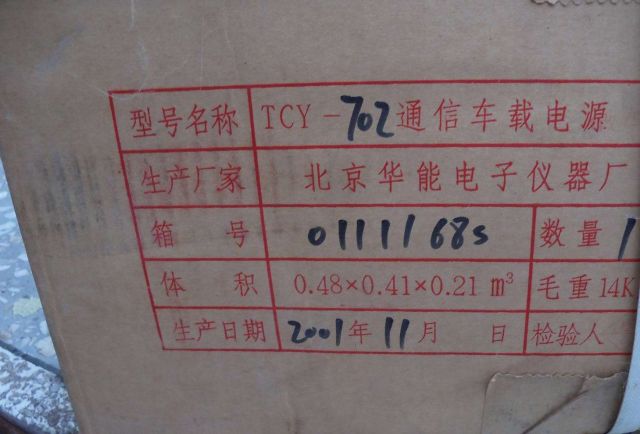 型号名称 TCY-702通信车载电源
生产厂家 北京华能电子仪器厂
箱号 01111168s 数量 1
体积 0.48×0.41×0.21 m³ 毛重 14K
生产日期 2001年11月 日 检验人